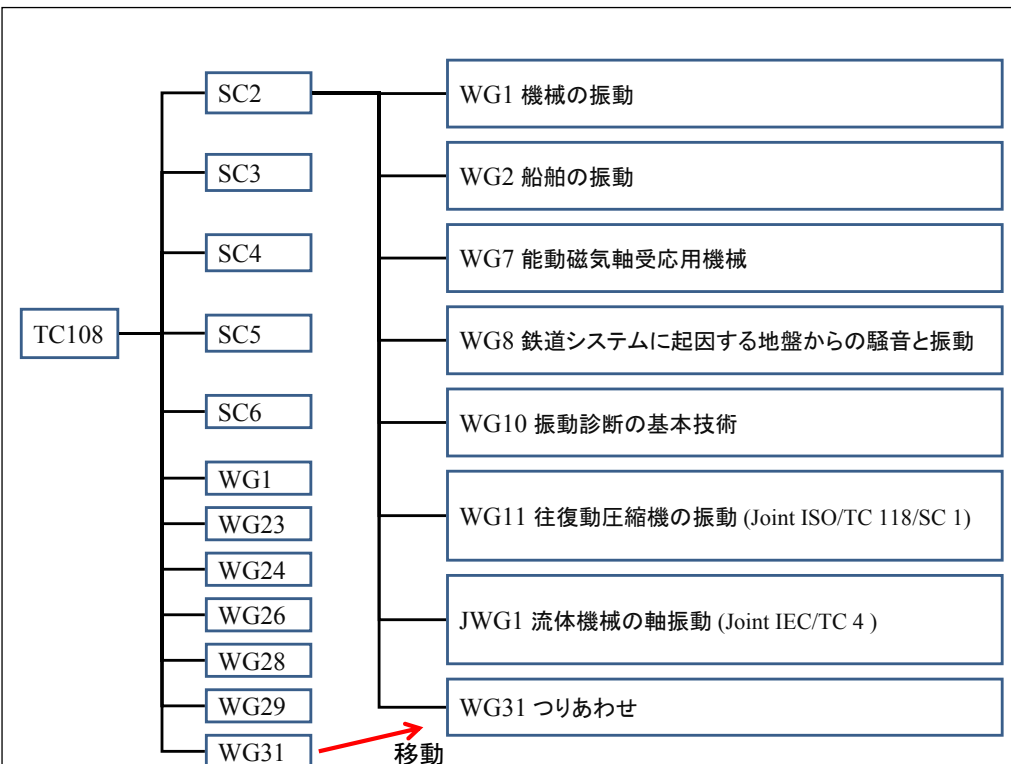 TC108
SC2
SC3
SC4
SC5
SC6
WG1
WG23
WG24
WG26
WG28
WG29
WG31
移動
WG1 機械の振動
WG2 船舶の振動
WG7 能動磁気軸受応用機械
WG8 鉄道システムに起因する地盤からの騒音と振動
WG10 振動診断の基本技術
WG11 往復動圧縮機の振動 (Joint ISO/TC 118/SC 1)
JWG1 流体機械の軸振動 (Joint IEC/TC 4 )
WG31 つりあわせ